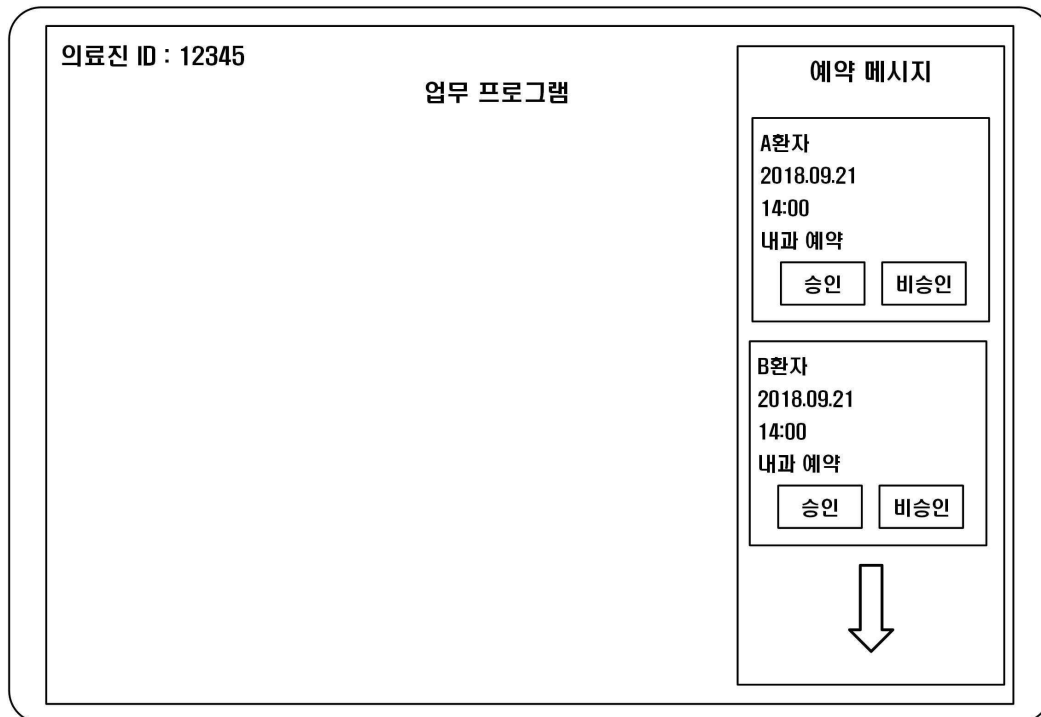 의료진 ID : 12345
업무 프로그램
예약 메시지
A환자
2018.09.21
14:00
내과 예약
승인
비승인
B환자
2018.09.21
14:00
내과 예약
승인
비승인